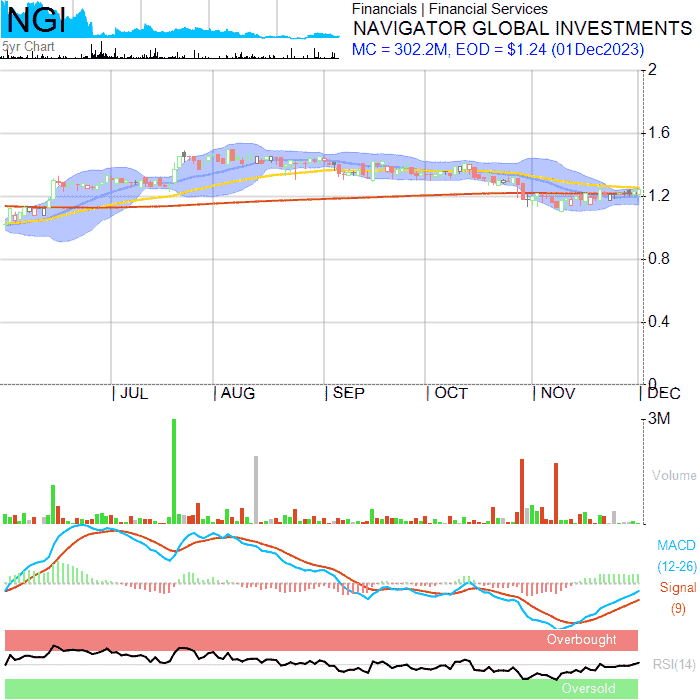 NGI
5yr Chart
Financials | Financial Services
NAVIGATOR GLOBAL INVESTMENTS
MC = 302.2M, EOD = $1.24 (01Dec2023)
2
1.6
1.2
0.8
0.4
0
| JUL | AUG | SEP | OCT | NOV | DEC
3M
Volume
MACD
(12-26)
Signal
(9)
Overbought
RSI(14)
Oversold